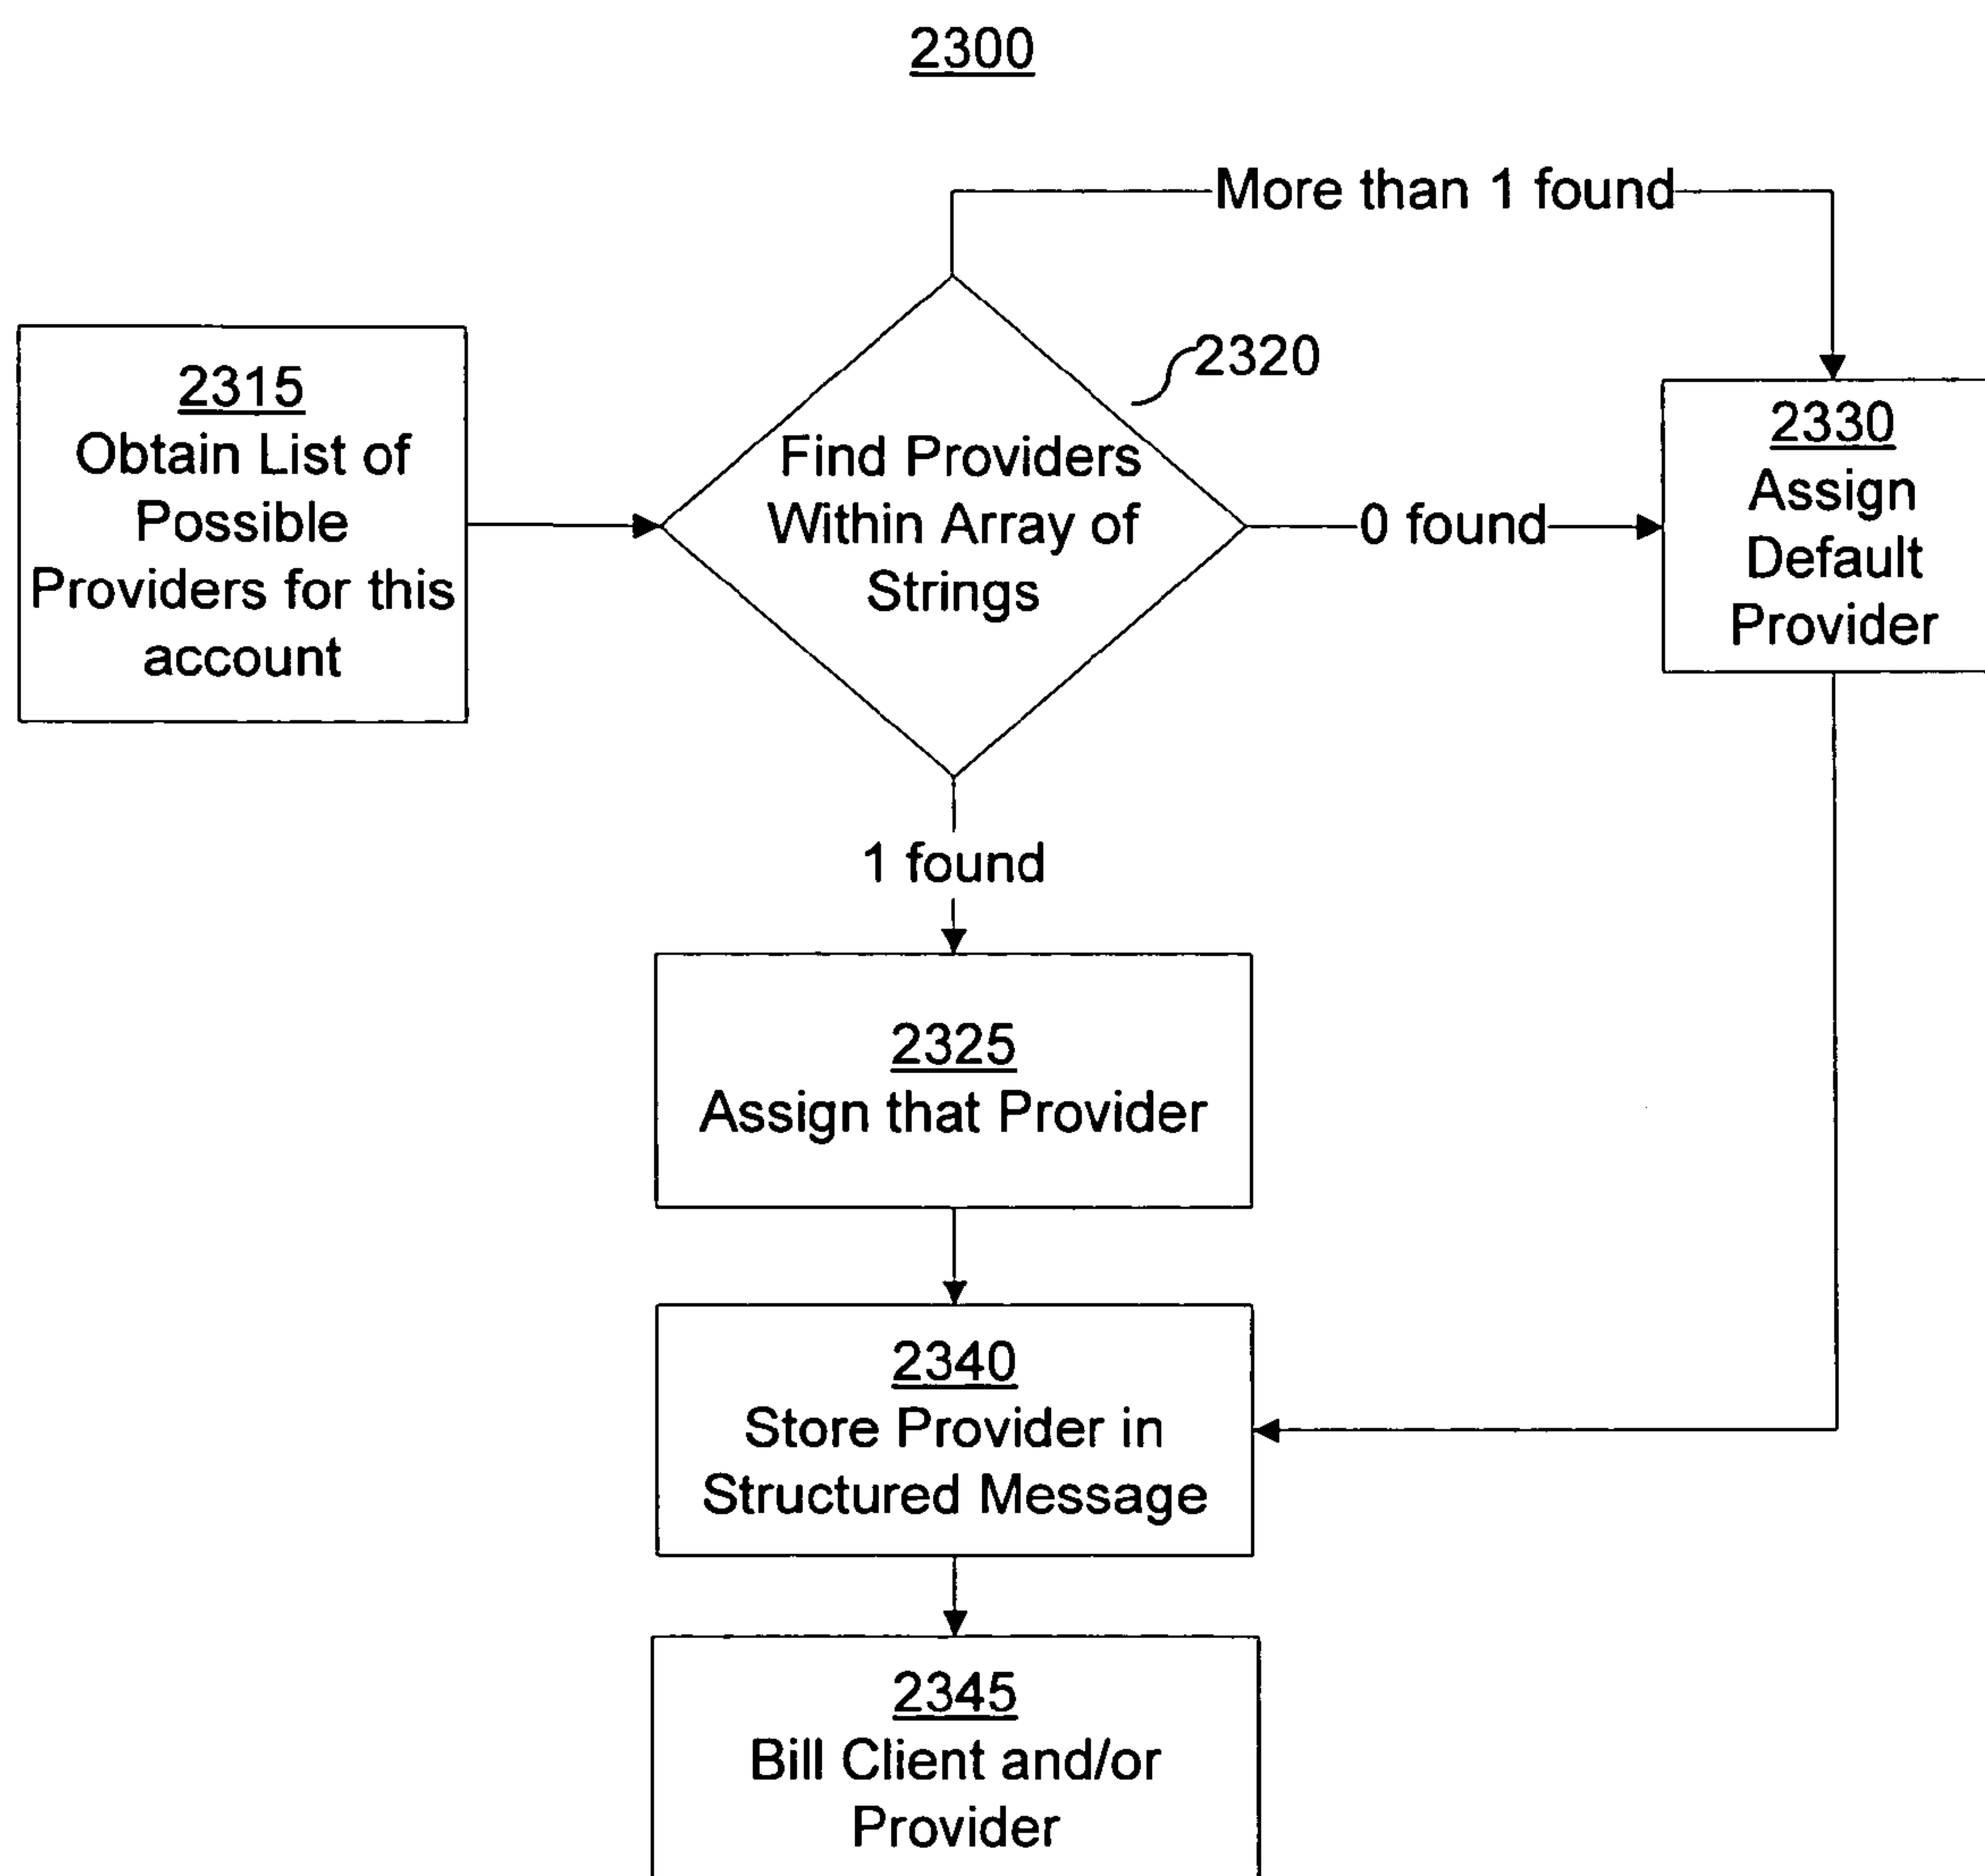 2300
More than 1 found
2315
Obtain List of
Possible
Providers for this
account
2320
Find Providers
Within Array of
Strings
0 found
2330
Assign
Default
Provider
1 found
2325
Assign that Provider
2340
Store Provider in
Structured Message
2345
Bill Client and/or
Provider